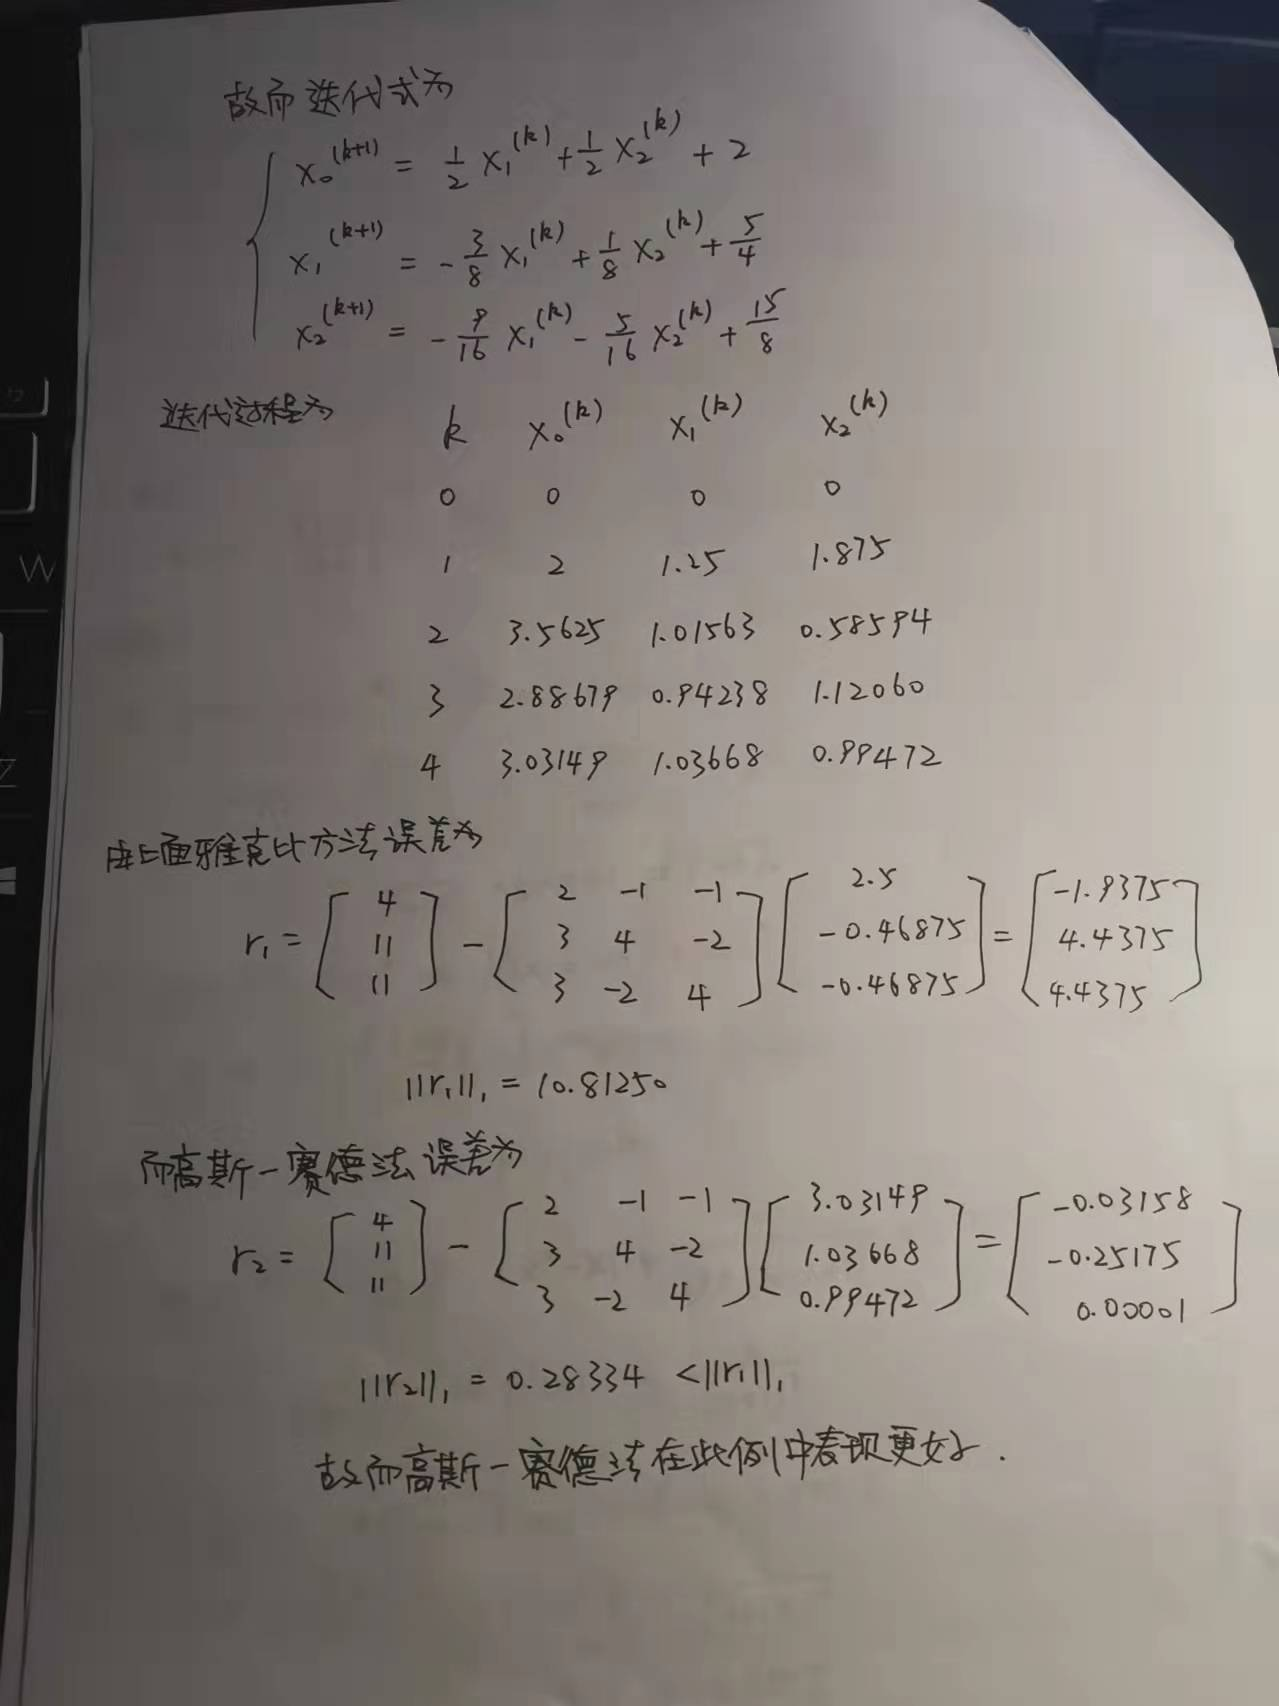 故而迭代式为
x₀^(k+1) = 1/2 x₁^(k) + 1/2 x₂^(k) + 2
x₁^(k+1) = -3/8 x₁^(k) + 1/8 x₂^(k) + 5/4
x₂^(k+1) = -9/16 x₁^(k) - 5/16 x₂^(k) + 15/8
迭代过程为 k x₀^(k) x₁^(k) x₂^(k)
0 0 0 0
1 2 1.25 1.875
2 3.5625 1.01563 0.58594
3 2.88679 0.94238 1.12060
4 3.03149 1.03668 0.99472
由上面雅克比方法误差为
r₁ = [4 11 11] - [2 -1 -1; 3 4 -2; 3 -2 4] [2.5 -0.46875 -0.46875] = [-1.9375 4.4375 4.4375]
||r₁||₁ = 10.81250
而高斯-赛德法误差为
r₂ = [4 11 11] - [2 -1 -1; 3 4 -2; 3 -2 4] [3.03149 1.03668 0.99472] = [-0.03158 -0.25175 0.00001]
||r₂||₁ = 0.28334 < ||r₁||₁
故而高斯-赛德法在此例中表现更好.
W
Z